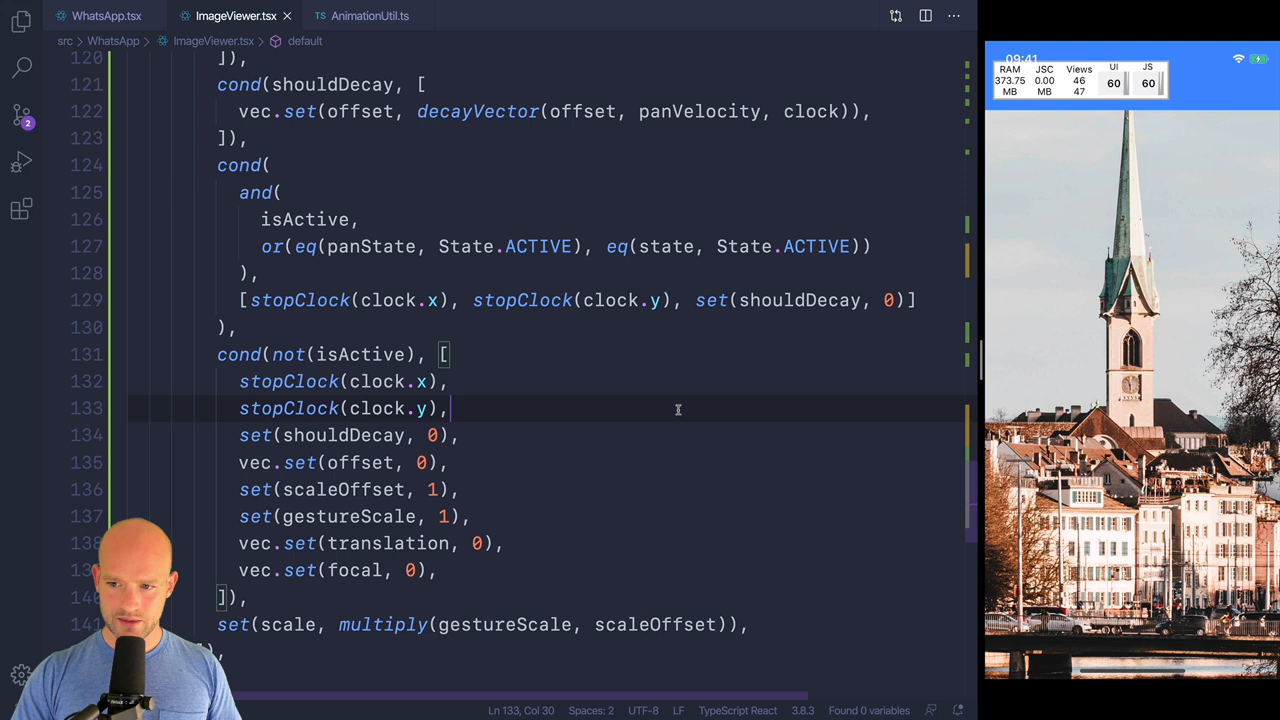 WhatsApp.tsx
ImageViewer.tsx
TS AnimationUtil.ts
src > WhatsApp > ImageViewer.tsx > default
120 ]),
121 cond(shouldDecay, [
122 vec.set(offset, decayVector(offset, panVelocity, clock)),
123 ]),
124 cond(
125 and(
126 isActive,
127 or(eq(panState, State.ACTIVE), eq(state, State.ACTIVE))
128 ),
129 [stopClock(clock.x), stopClock(clock.y), set(shouldDecay, 0)]
130 ),
131 cond(not(isActive), [
132 stopClock(clock.x),
133 stopClock(clock.y),
134 set(shouldDecay, 0),
135 vec.set(offset, 0),
136 set(scaleOffset, 1),
137 set(gestureScale, 1),
138 vec.set(translation, 0),
vec.set(focal, 0),
140 ]),
141 set(scale, multiply(gestureScale, scaleOffset)),
2
Ln 133, Col 30 Spaces: 2 UTF-8 LF TypeScript React 3.8.3 Found 0 variables
09:41
RAM JSC Views UI JS
373.75 0.00 46 60 60
MB MB 47